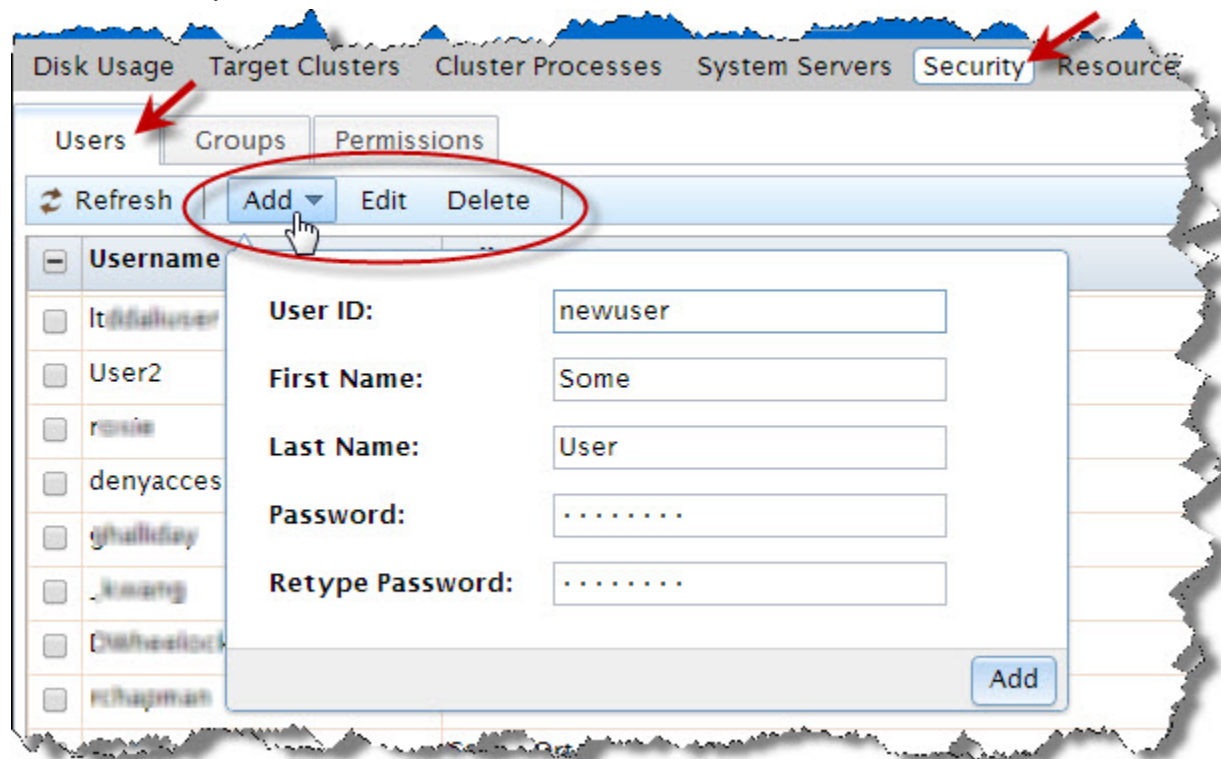 Disk Usage Target Clusters Cluster Processes System Servers Security Resource
Users Groups Permissions
Refresh Add Edit Delete
Username
User ID: newuser
User2
First Name: Some
Last Name: User
denyacces
Password: ········
Retype Password: ········
Add